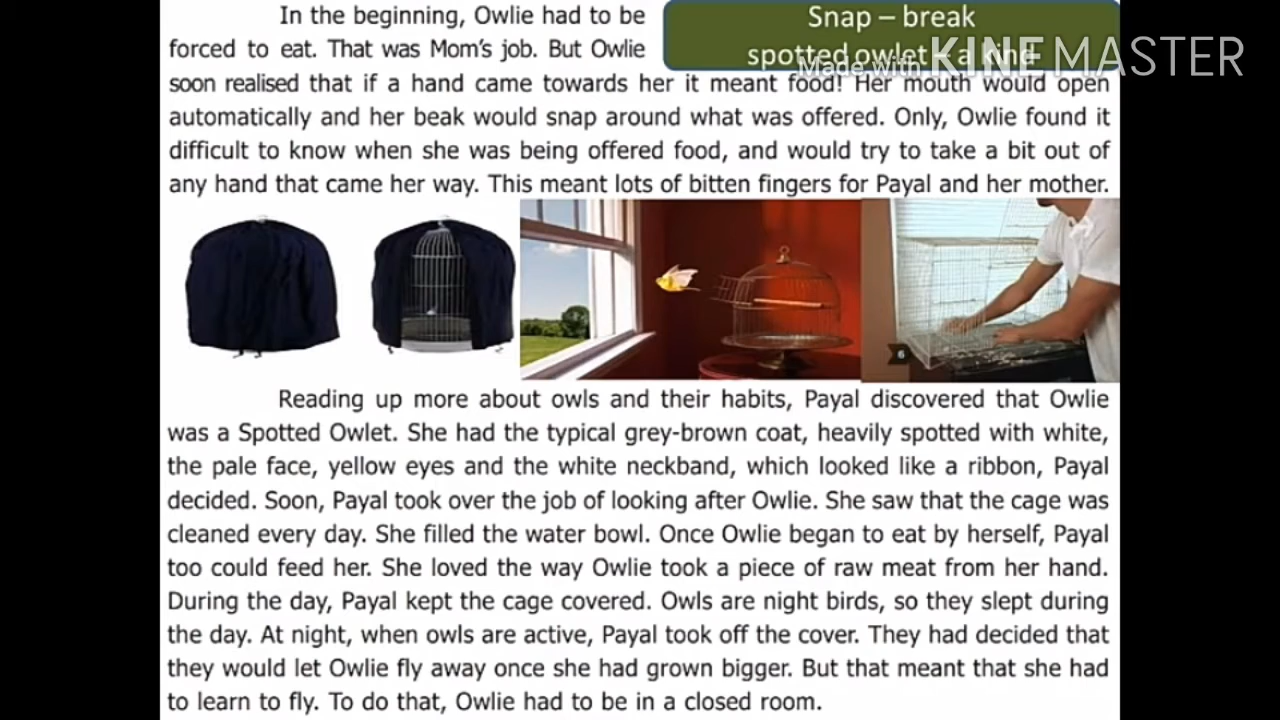 In the beginning, Owlie had to be
forced to eat. That was Mom's job. But Owlie
Snap – break
spotted owlet – a kind
Made with KINEMASTER
soon realised that if a hand came towards her it meant food! Her mouth would open
automatically and her beak would snap around what was offered. Only, Owlie found it
difficult to know when she was being offered food, and would try to take a bit out of
any hand that came her way. This meant lots of bitten fingers for Payal and her mother.
6
Reading up more about owls and their habits, Payal discovered that Owlie
was a Spotted Owlet. She had the typical grey-brown coat, heavily spotted with white,
the pale face, yellow eyes and the white neckband, which looked like a ribbon, Payal
decided. Soon, Payal took over the job of looking after Owlie. She saw that the cage was
cleaned every day. She filled the water bowl. Once Owlie began to eat by herself, Payal
too could feed her. She loved the way Owlie took a piece of raw meat from her hand.
During the day, Payal kept the cage covered. Owls are night birds, so they slept during
the day. At night, when owls are active, Payal took off the cover. They had decided that
they would let Owlie fly away once she had grown bigger. But that meant that she had
to learn to fly. To do that, Owlie had to be in a closed room.